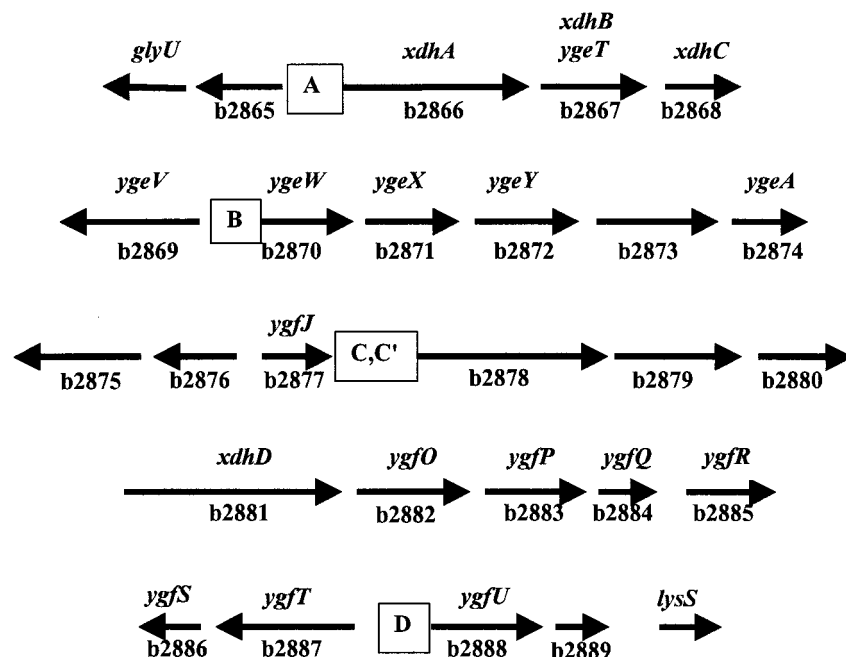 xdhB
glyU xdhA ygeT xdhC
A
b2865 b2866 b2867 b2868
ygeV ygeW ygeX ygeY ygeA
B
b2869 b2870 b2871 b2872 b2873 b2874
ygfJ
C,C'
b2875 b2876 b2877 b2878 b2879 b2880
xdhD ygfO ygfP ygfQ ygfR
b2881 b2882 b2883 b2884 b2885
ygfS ygfT ygfU lysS
D
b2886 b2887 b2888 b2889